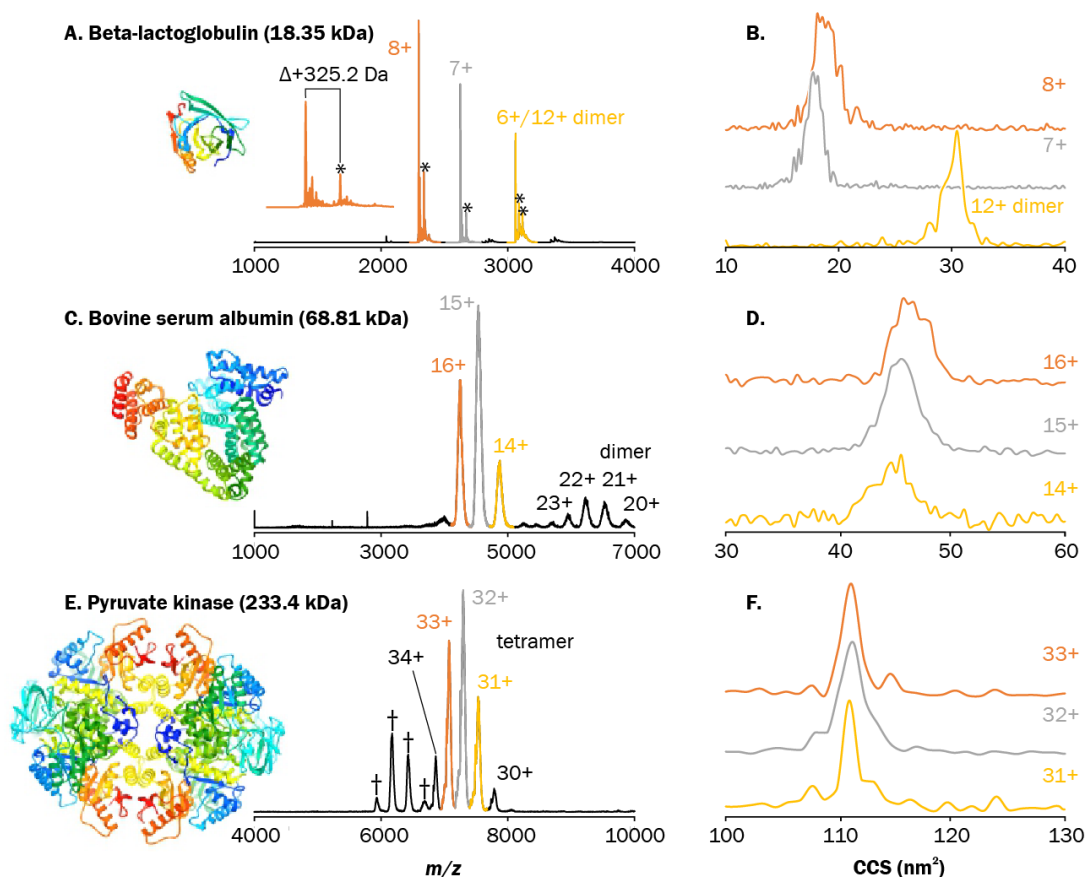 A. Beta-lactoglobulin (18.35 kDa)
8+
Δ+325.2 Da
7+
6+/12+ dimer
*
*
*
*
*
1000 2000 3000 4000
B.
8+
7+
12+ dimer
10 20 30 40
C. Bovine serum albumin (68.81 kDa)
15+
16+
14+
dimer
22+ 21+
23+ 20+
1000 3000 5000 7000
D.
16+
15+
14+
30 40 50 60
E. Pyruvate kinase (233.4 kDa)
32+
33+
tetramer
34+
31+
†
†
†
†
30+
4000 6000 8000 10000
m/z
F.
33+
32+
31+
100 110 120 130
CCS (nm²)